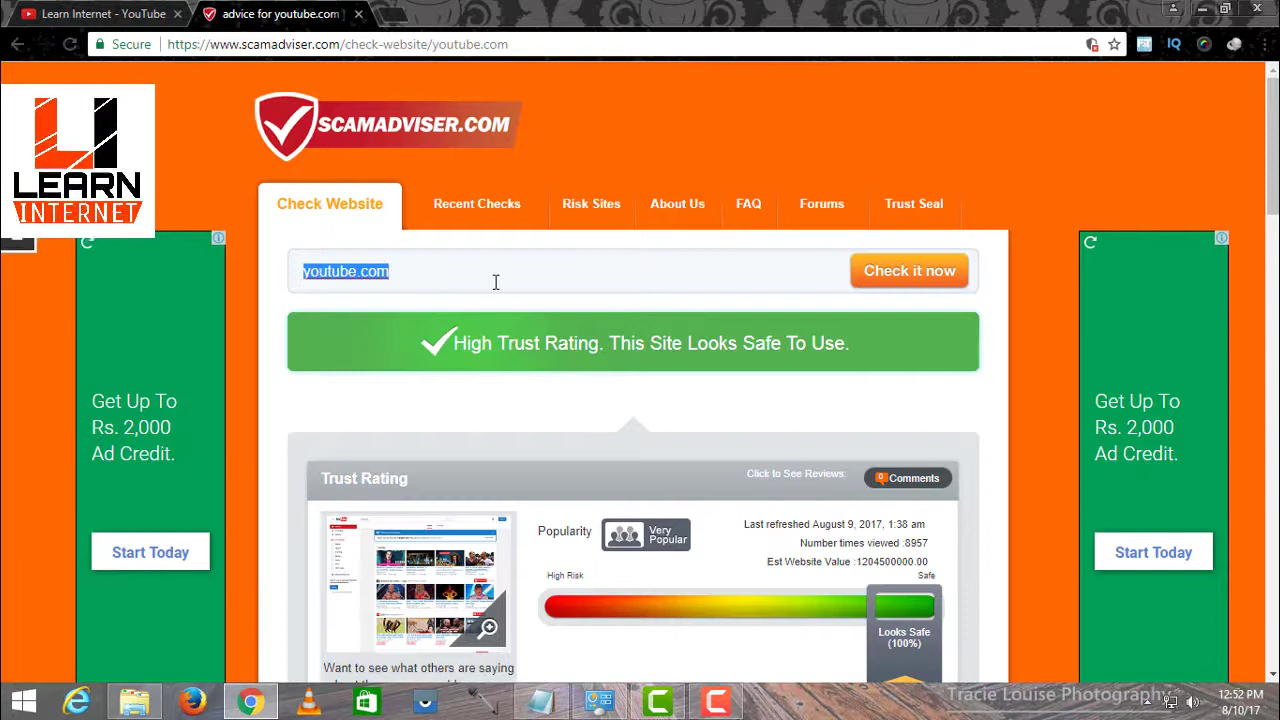 Learn Internet - YouTube
advice for youtube.com
Secure
https://www.scamadviser.com/check-website/youtube.com
IQ
LEARN
INTERNET
SCAMADVISER.COM
Check Website
Recent Checks
Risk Sites
About Us
FAQ
Forums
Trust Seal
youtube.com
Check it now
High Trust Rating. This Site Looks Safe To Use.
Get Up To
Rs. 2,000
Ad Credit.
Start Today
Get Up To
Rs. 2,000
Ad Credit.
Start Today
Trust Rating
Click to See Reviews:
0 Comments
Popularity
Very
Popular
Last refreshed August 9, 2017, 1:38 am
Number times viewed :8957
Est Website Value :1204500000.00
High Risk
Safe
Looks Safe
(100%)
Want to see what others are saying
Tracie Louise Photography
12:52 PM
8/10/17